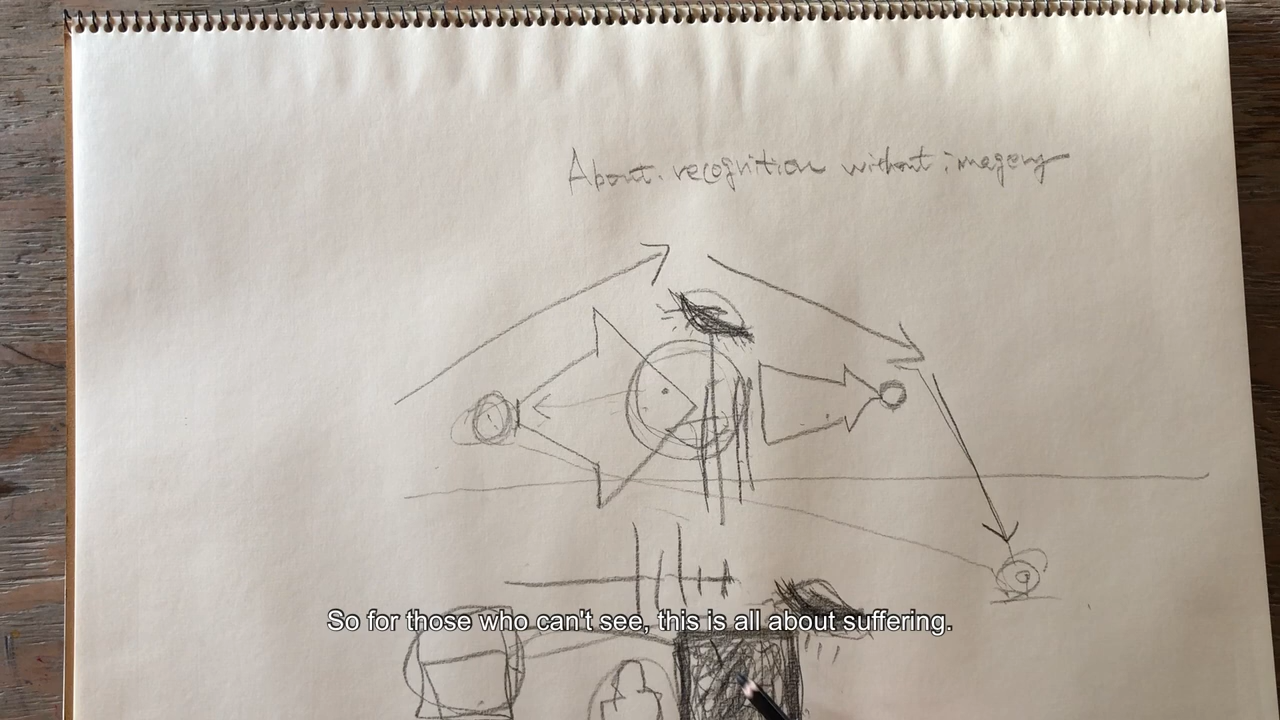 About recognition without imagery
So for those who can't see, this is all about suffering.